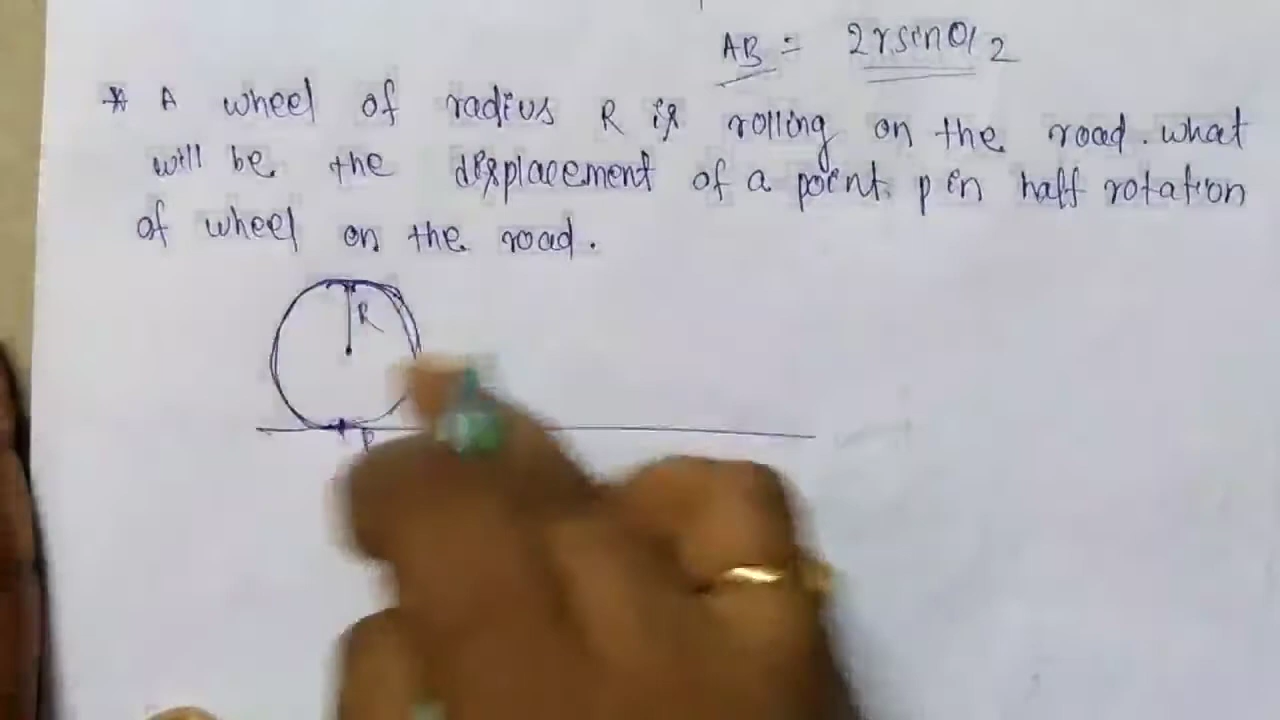 AB = 2rsinθ/2
* A wheel of radius R is rolling on the road. what
will be the displacement of a point p in half rotation
of wheel on the road.
R
P